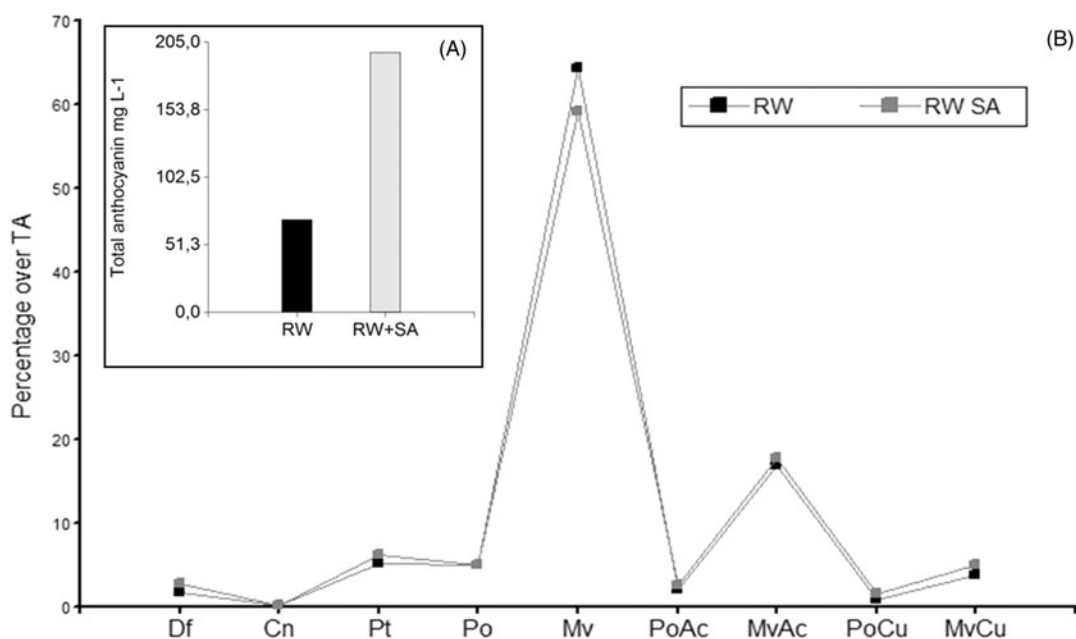 70
60
50
40
30
20
10
0
Percentage over TA
(A)
205,0
153,8
102,5
51,3
0,0
Total anthocyanin mg L-1
RW RW+SA
(B)
RW RW SA
Df Cn Pt Po Mv PoAc MvAc PoCu MvCu